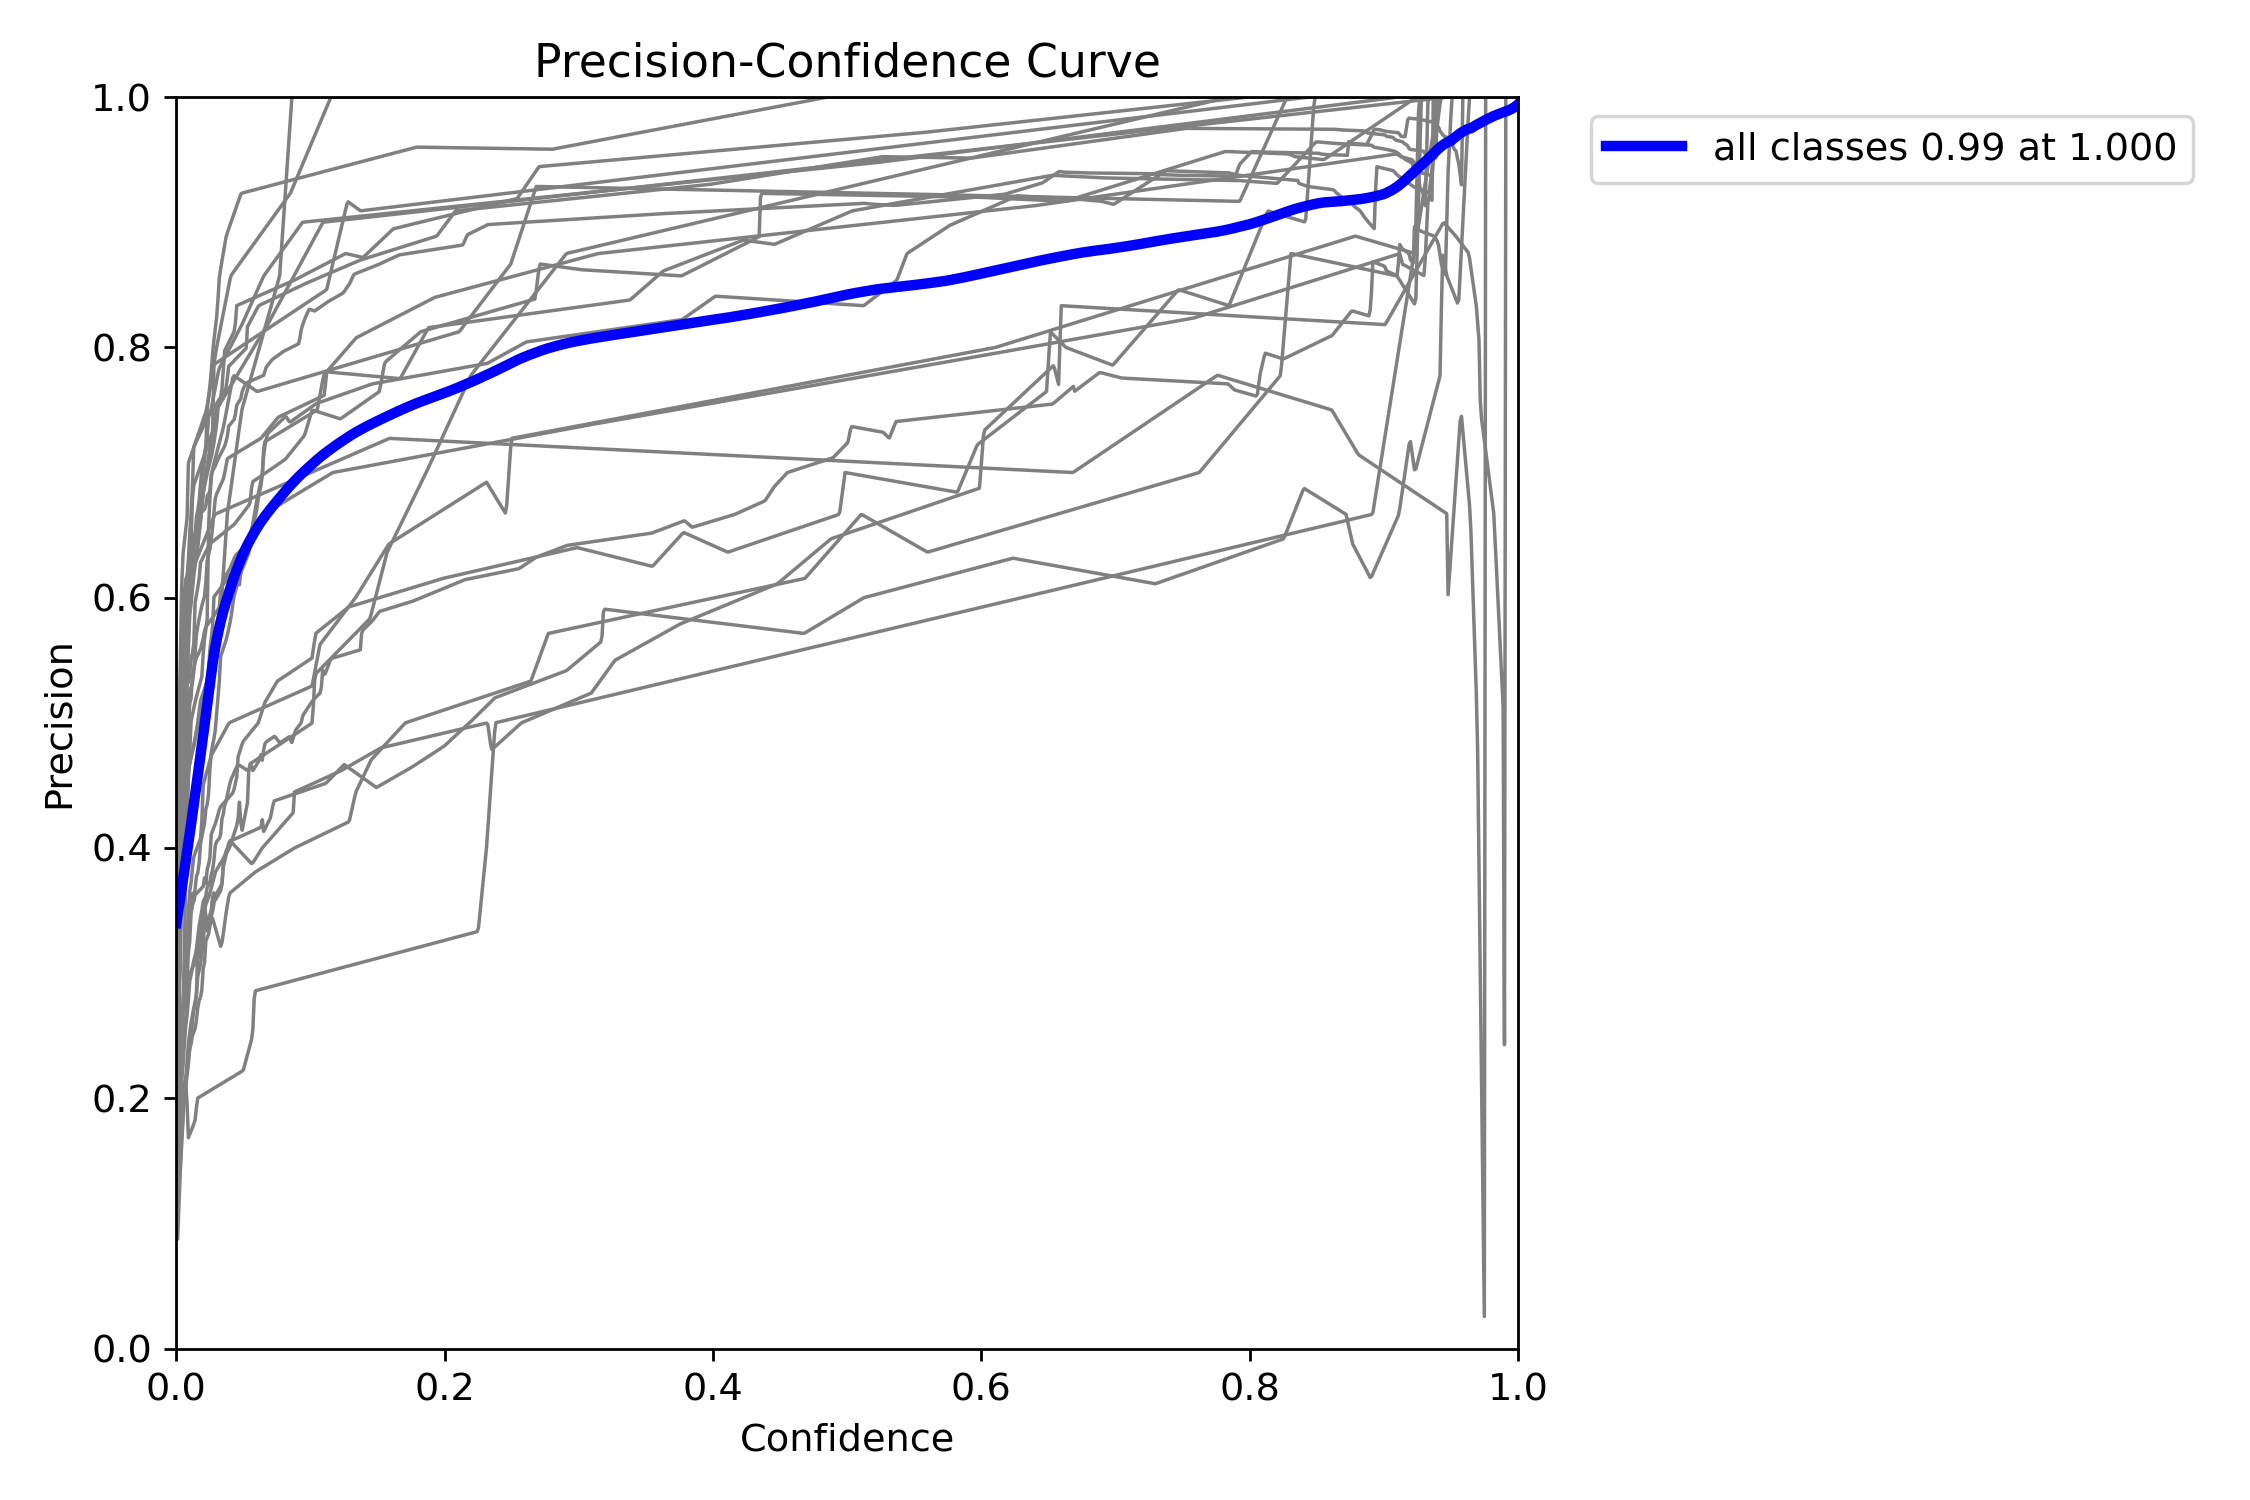 Precision-Confidence Curve
all classes 0.99 at 1.000
1.0
0.8
0.6
0.4
0.2
0.0
Precision
0.0 0.2 0.4 0.6 0.8 1.0
Confidence